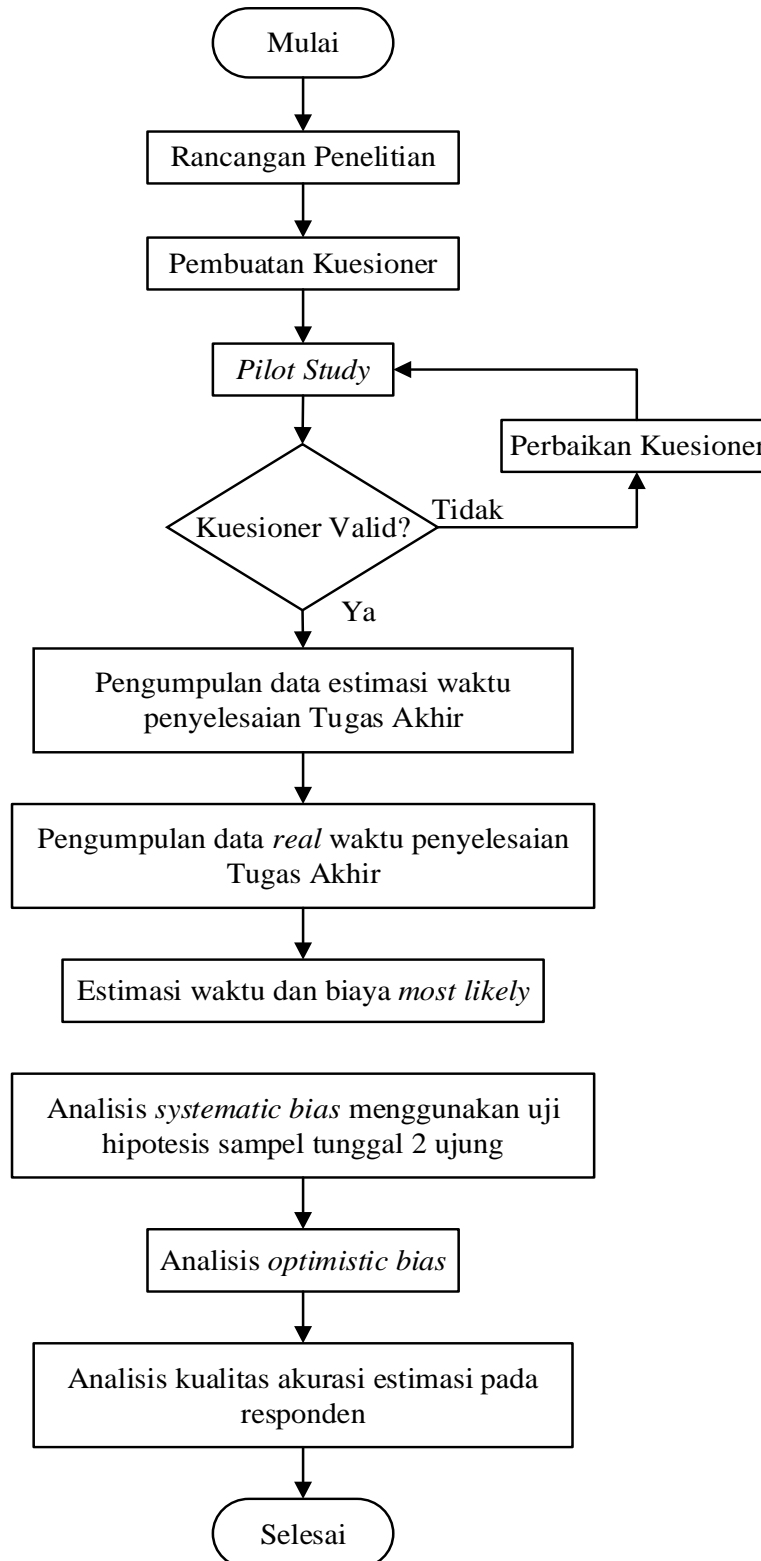 Mulai
Rancangan Penelitian
Pembuatan Kuesioner
Pilot Study
Perbaikan Kuesioner
Kuesioner Valid?
Tidak
Ya
Pengumpulan data estimasi waktu
penyelesaian Tugas Akhir
Pengumpulan data real waktu penyelesaian
Tugas Akhir
Estimasi waktu dan biaya most likely
Analisis systematic bias menggunakan uji
hipotesis sampel tunggal 2 ujung
Analisis optimistic bias
Analisis kualitas akurasi estimasi pada
responden
Selesai